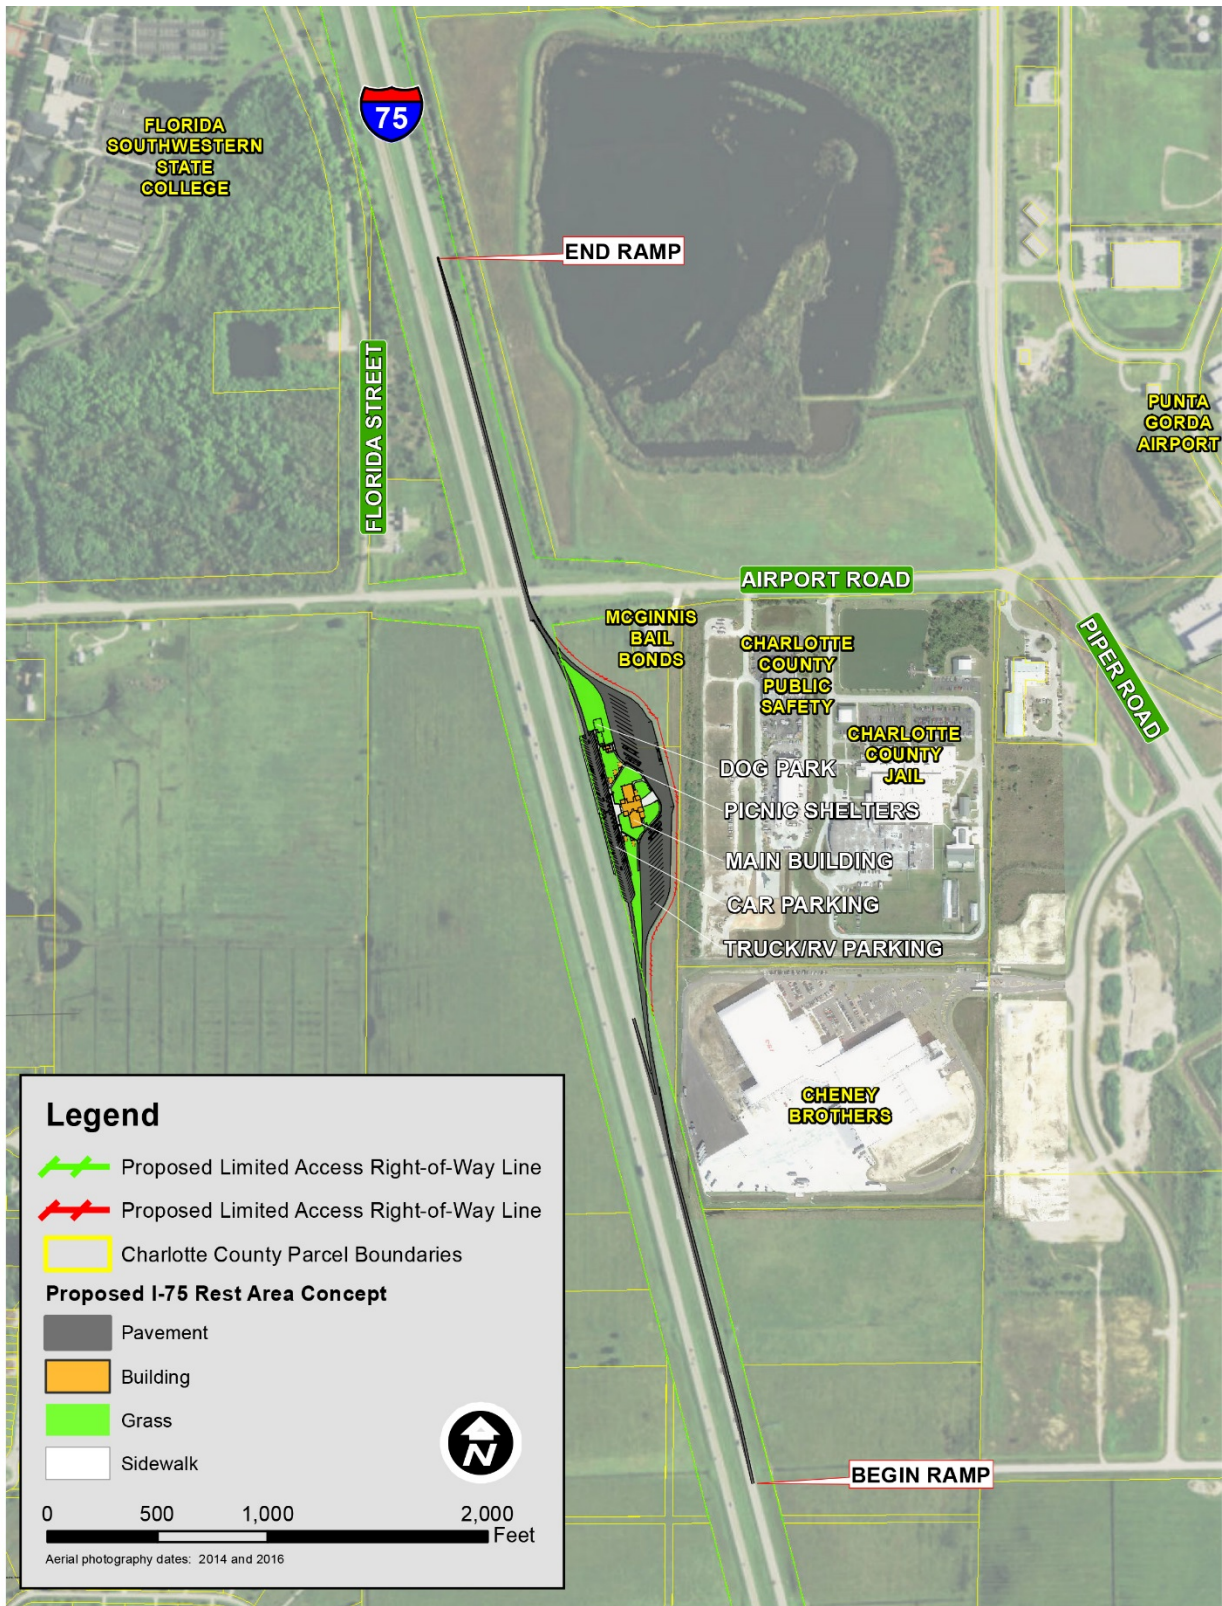 75
FLORIDA
SOUTHWESTERN
STATE
COLLEGE
END RAMP
FLORIDA STREET
PUNTA
GORDA
AIRPORT
AIRPORT ROAD
MCGINNIS
BAIL
BONDS
CHARLOTTE
COUNTY
PUBLIC
SAFETY
PIPER ROAD
CHARLOTTE
COUNTY
JAIL
DOG PARK
PICNIC SHELTERS
MAIN BUILDING
CAR PARKING
TRUCK/RV PARKING
CHENEY
BROTHERS
BEGIN RAMP
Legend
Proposed Limited Access Right-of-Way Line
Proposed Limited Access Right-of-Way Line
Charlotte County Parcel Boundaries
Proposed I-75 Rest Area Concept
Pavement
Building
Grass
Sidewalk
N
0 500 1,000 2,000
Feet
Aerial photography dates: 2014 and 2016